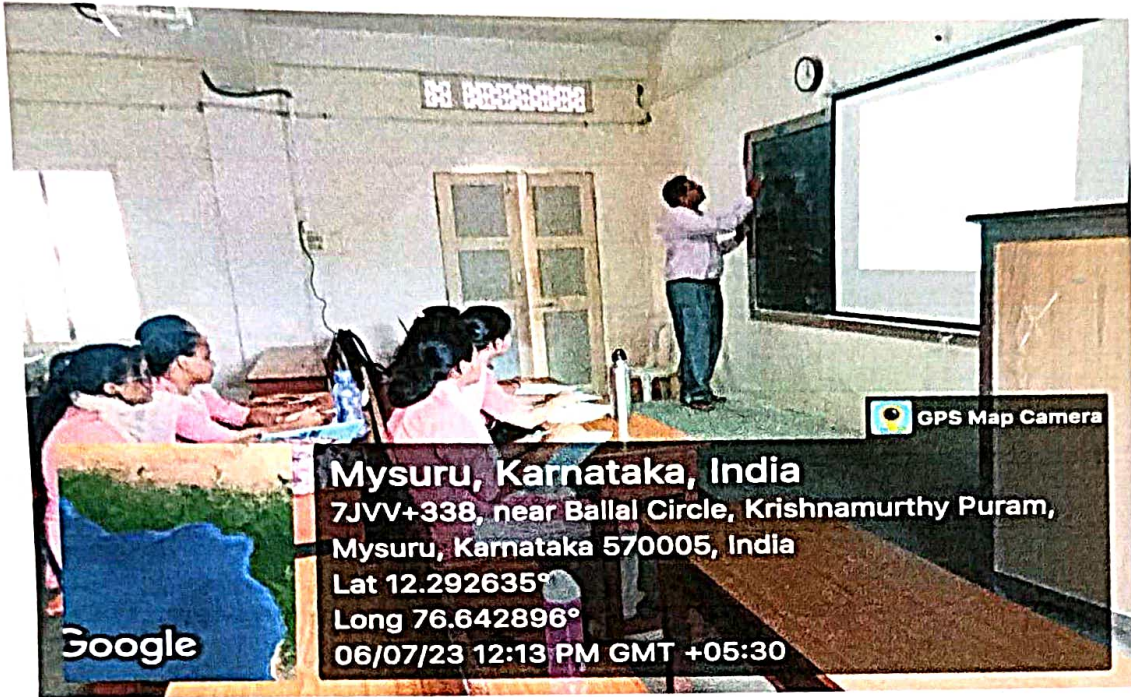 GPS Map Camera
Mysuru, Karnataka, India
7JVV+338, near Ballal Circle, Krishnamurthy Puram,
Mysuru, Karnataka 570005, India
Lat 12.292635°
Long 76.642896°
06/07/23 12:13 PM GMT +05:30
Google